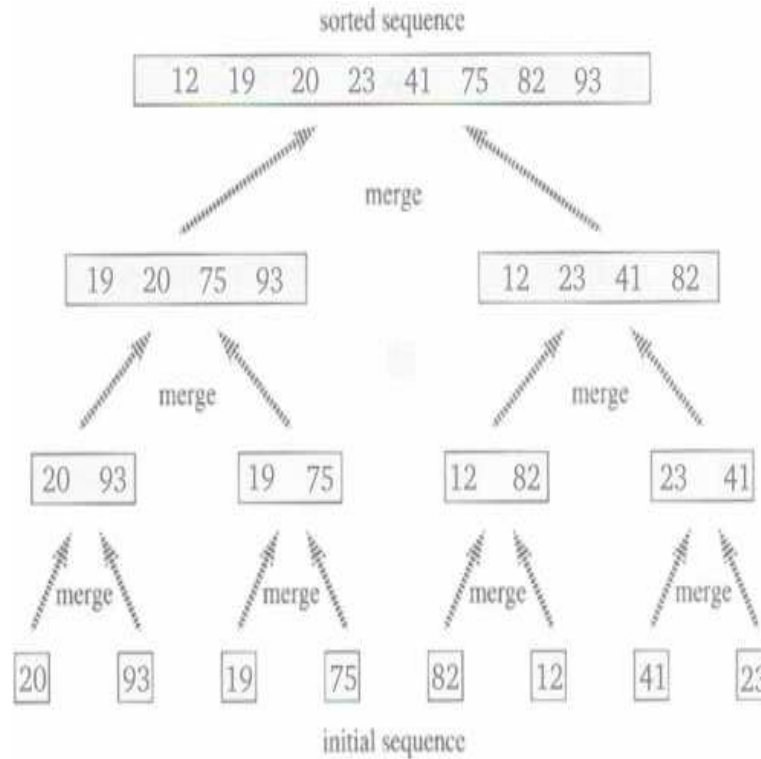 sorted sequence
12 19 20 23 41 75 82 93
merge
19 20 75 93
12 23 41 82
merge
merge
20 93
19 75
12 82
23 41
merge
merge
merge
merge
20
93
19
75
82
12
41
23
initial sequence